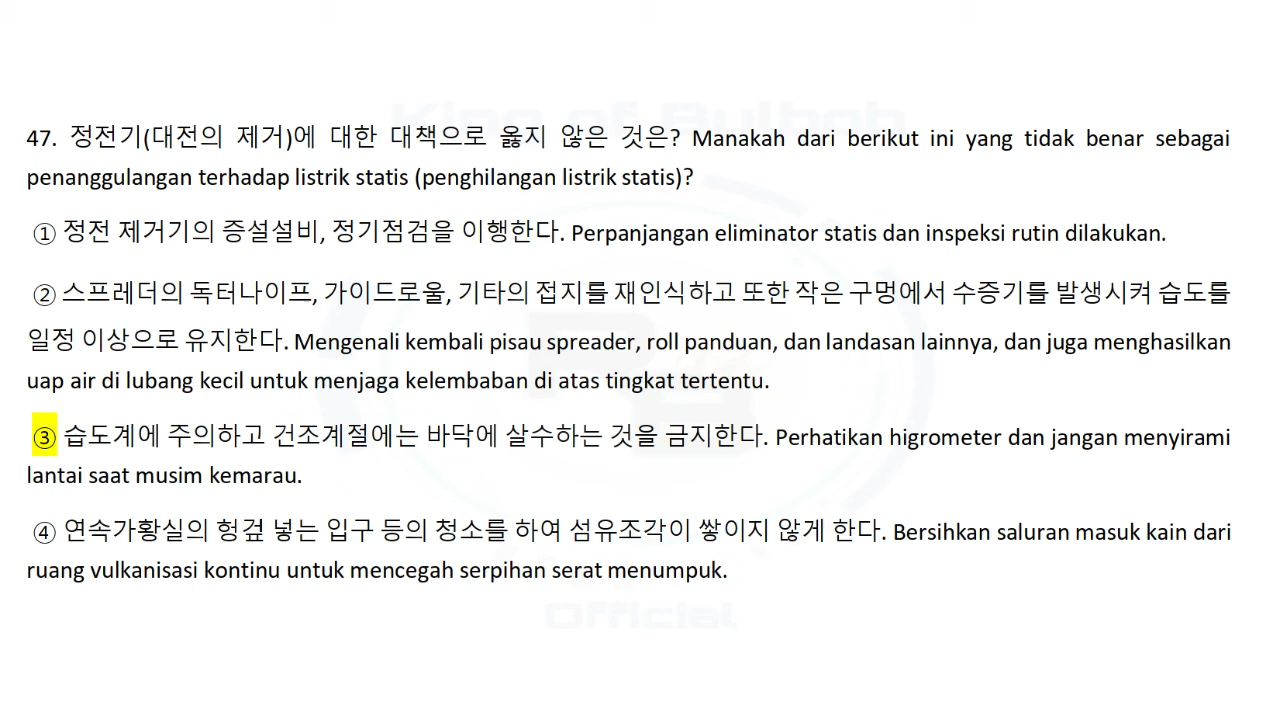 King of Bulbab
47. 정전기(대전의 제거)에 대한 대책으로 옳지 않은 것은? Manakah dari berikut ini yang tidak benar sebagai
penanggulangan terhadap listrik statis (penghilangan listrik statis)?
① 정전 제거기의 증설설비, 정기점검을 이행한다. Perpanjangan eliminator statis dan inspeksi rutin dilakukan.
② 스프레더의 독터나이프, 가이드로울, 기타의 접지를 재인식하고 또한 작은 구멍에서 수증기를 발생시켜 습도를
일정 이상으로 유지한다. Mengenali kembali pisau spreader, roll panduan, dan landasan lainnya, dan juga menghasilkan
uap air di lubang kecil untuk menjaga kelembaban di atas tingkat tertentu.
③ 습도계에 주의하고 건조계절에는 바닥에 살수하는 것을 금지한다. Perhatikan higrometer dan jangan menyirami
lantai saat musim kemarau.
④ 연속가황실의 헝겊 넣는 입구 등의 청소를 하여 섬유조각이 쌓이지 않게 한다. Bersihkan saluran masuk kain dari
ruang vulkanisasi kontinu untuk mencegah serpihan serat menumpuk.
Official